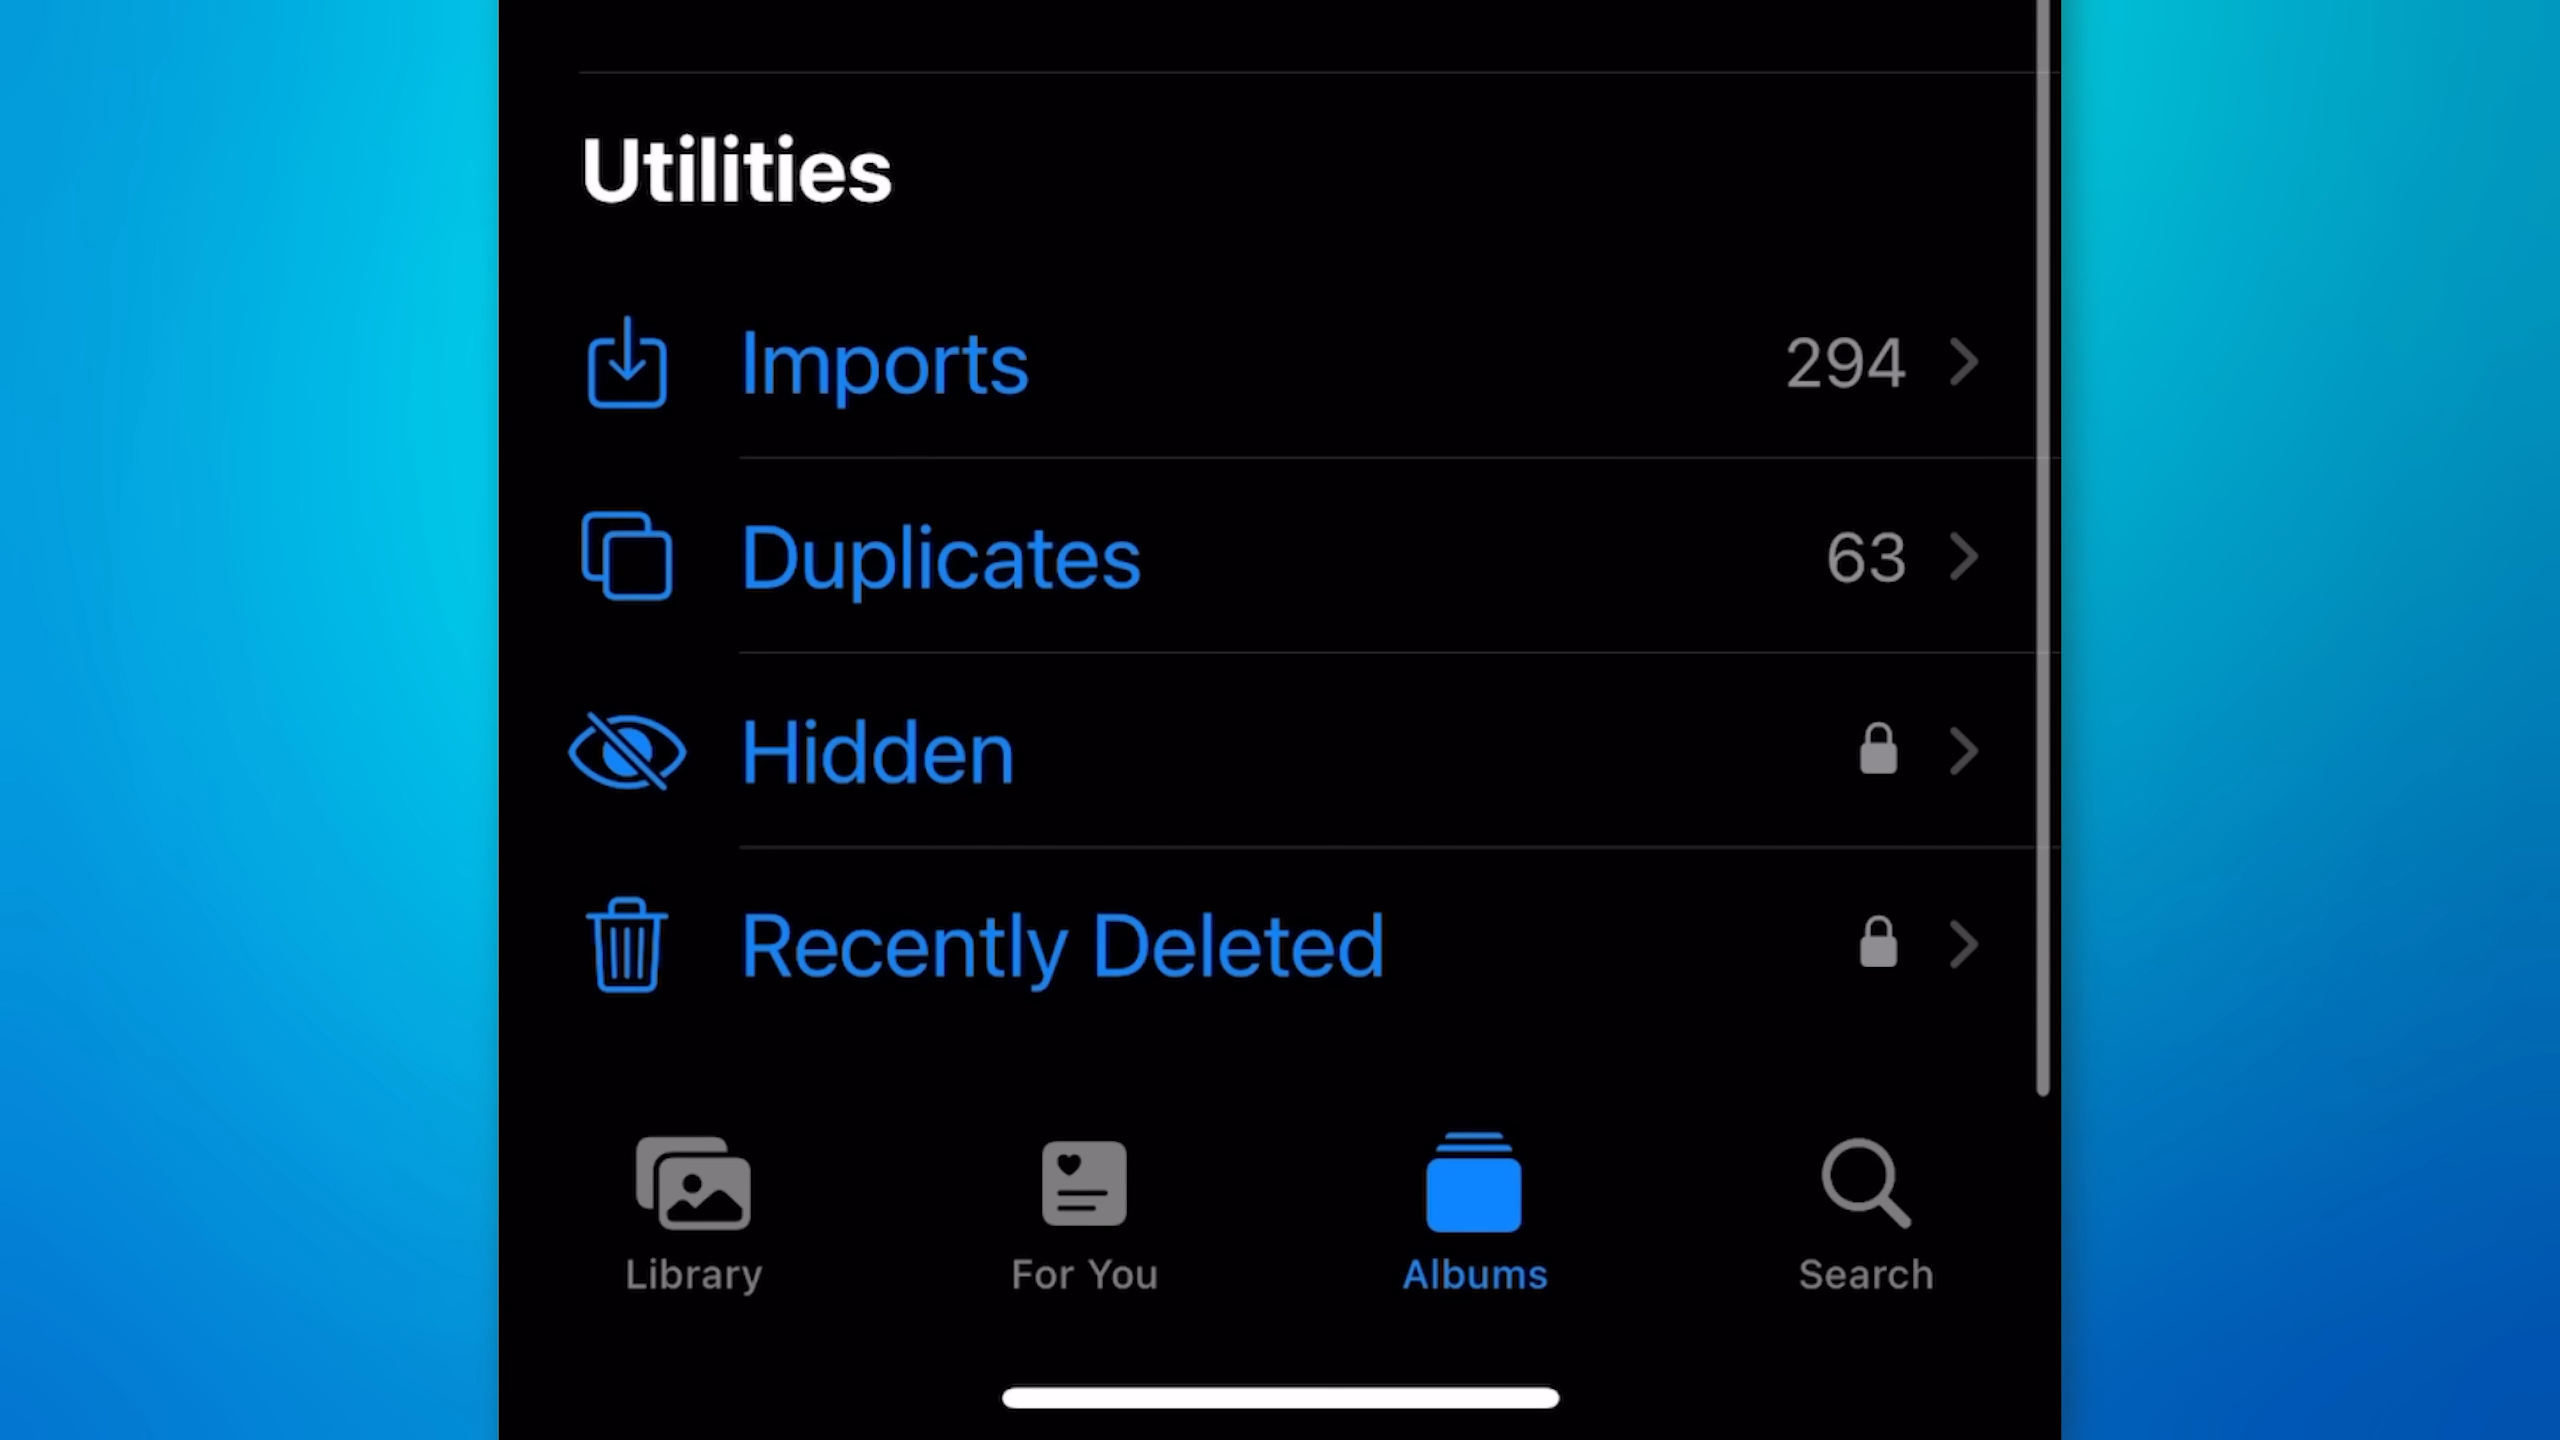 Utilities
Imports 294
Duplicates 63
Hidden
Recently Deleted
Library For You Albums Search